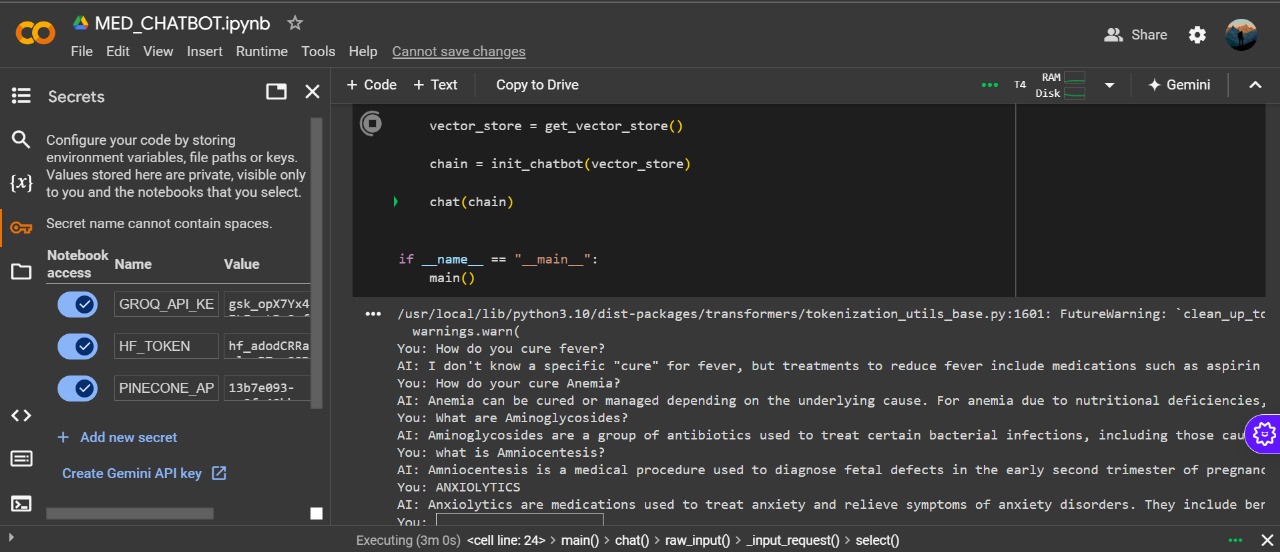 MED_CHATBOT.ipynb
File Edit View Insert Runtime Tools Help Cannot save changes
Share
Secrets
+ Code + Text Copy to Drive
T4 RAM Disk
Gemini
Configure your code by storing
environment variables, file paths or keys.
Values stored here are private, visible only
to you and the notebooks that you select.
Secret name cannot contain spaces.
Notebook access Name Value
GROQ_API_KE gsk_opX7Yx4
HF_TOKEN hf_adodCRRa
PINECONE_AP 13b7e093-
+ Add new secret
Create Gemini API key
vector_store = get_vector_store()
chain = init_chatbot(vector_store)
chat(chain)
if __name__ == "__main__":
main()
/usr/local/lib/python3.10/dist-packages/transformers/tokenization_utils_base.py:1601: FutureWarning: `clean_up_to
warnings.warn(
You: How do you cure fever?
AI: I don't know a specific "cure" for fever, but treatments to reduce fever include medications such as aspirin
You: How do your cure Anemia?
AI: Anemia can be cured or managed depending on the underlying cause. For anemia due to nutritional deficiencies,
You: What are Aminoglycosides?
AI: Aminoglycosides are a group of antibiotics used to treat certain bacterial infections, including those cau
You: what is Amniocentesis?
AI: Amniocentesis is a medical procedure used to diagnose fetal defects in the early second trimester of pregnanc
You: ANXIOLYTICS
AI: Anxiolytics are medications used to treat anxiety and relieve symptoms of anxiety disorders. They include ben
You:
Executing (3m 0s) <cell line: 24> > main() > chat() > raw_input() > _input_request() > select()